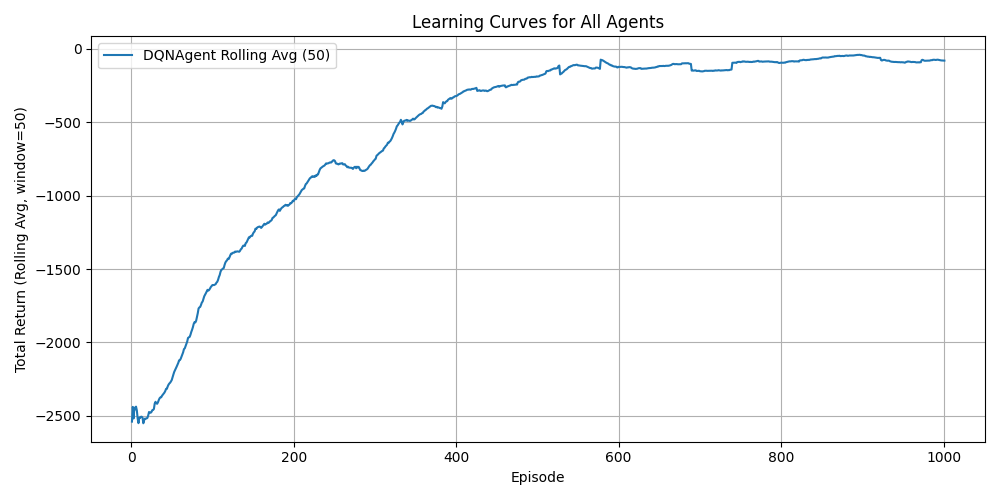 Learning Curves for All Agents
DQNAgent Rolling Avg (50)
Total Return (Rolling Avg, window=50)
0
−500
−1000
−1500
−2000
−2500
0 200 400 600 800 1000
Episode